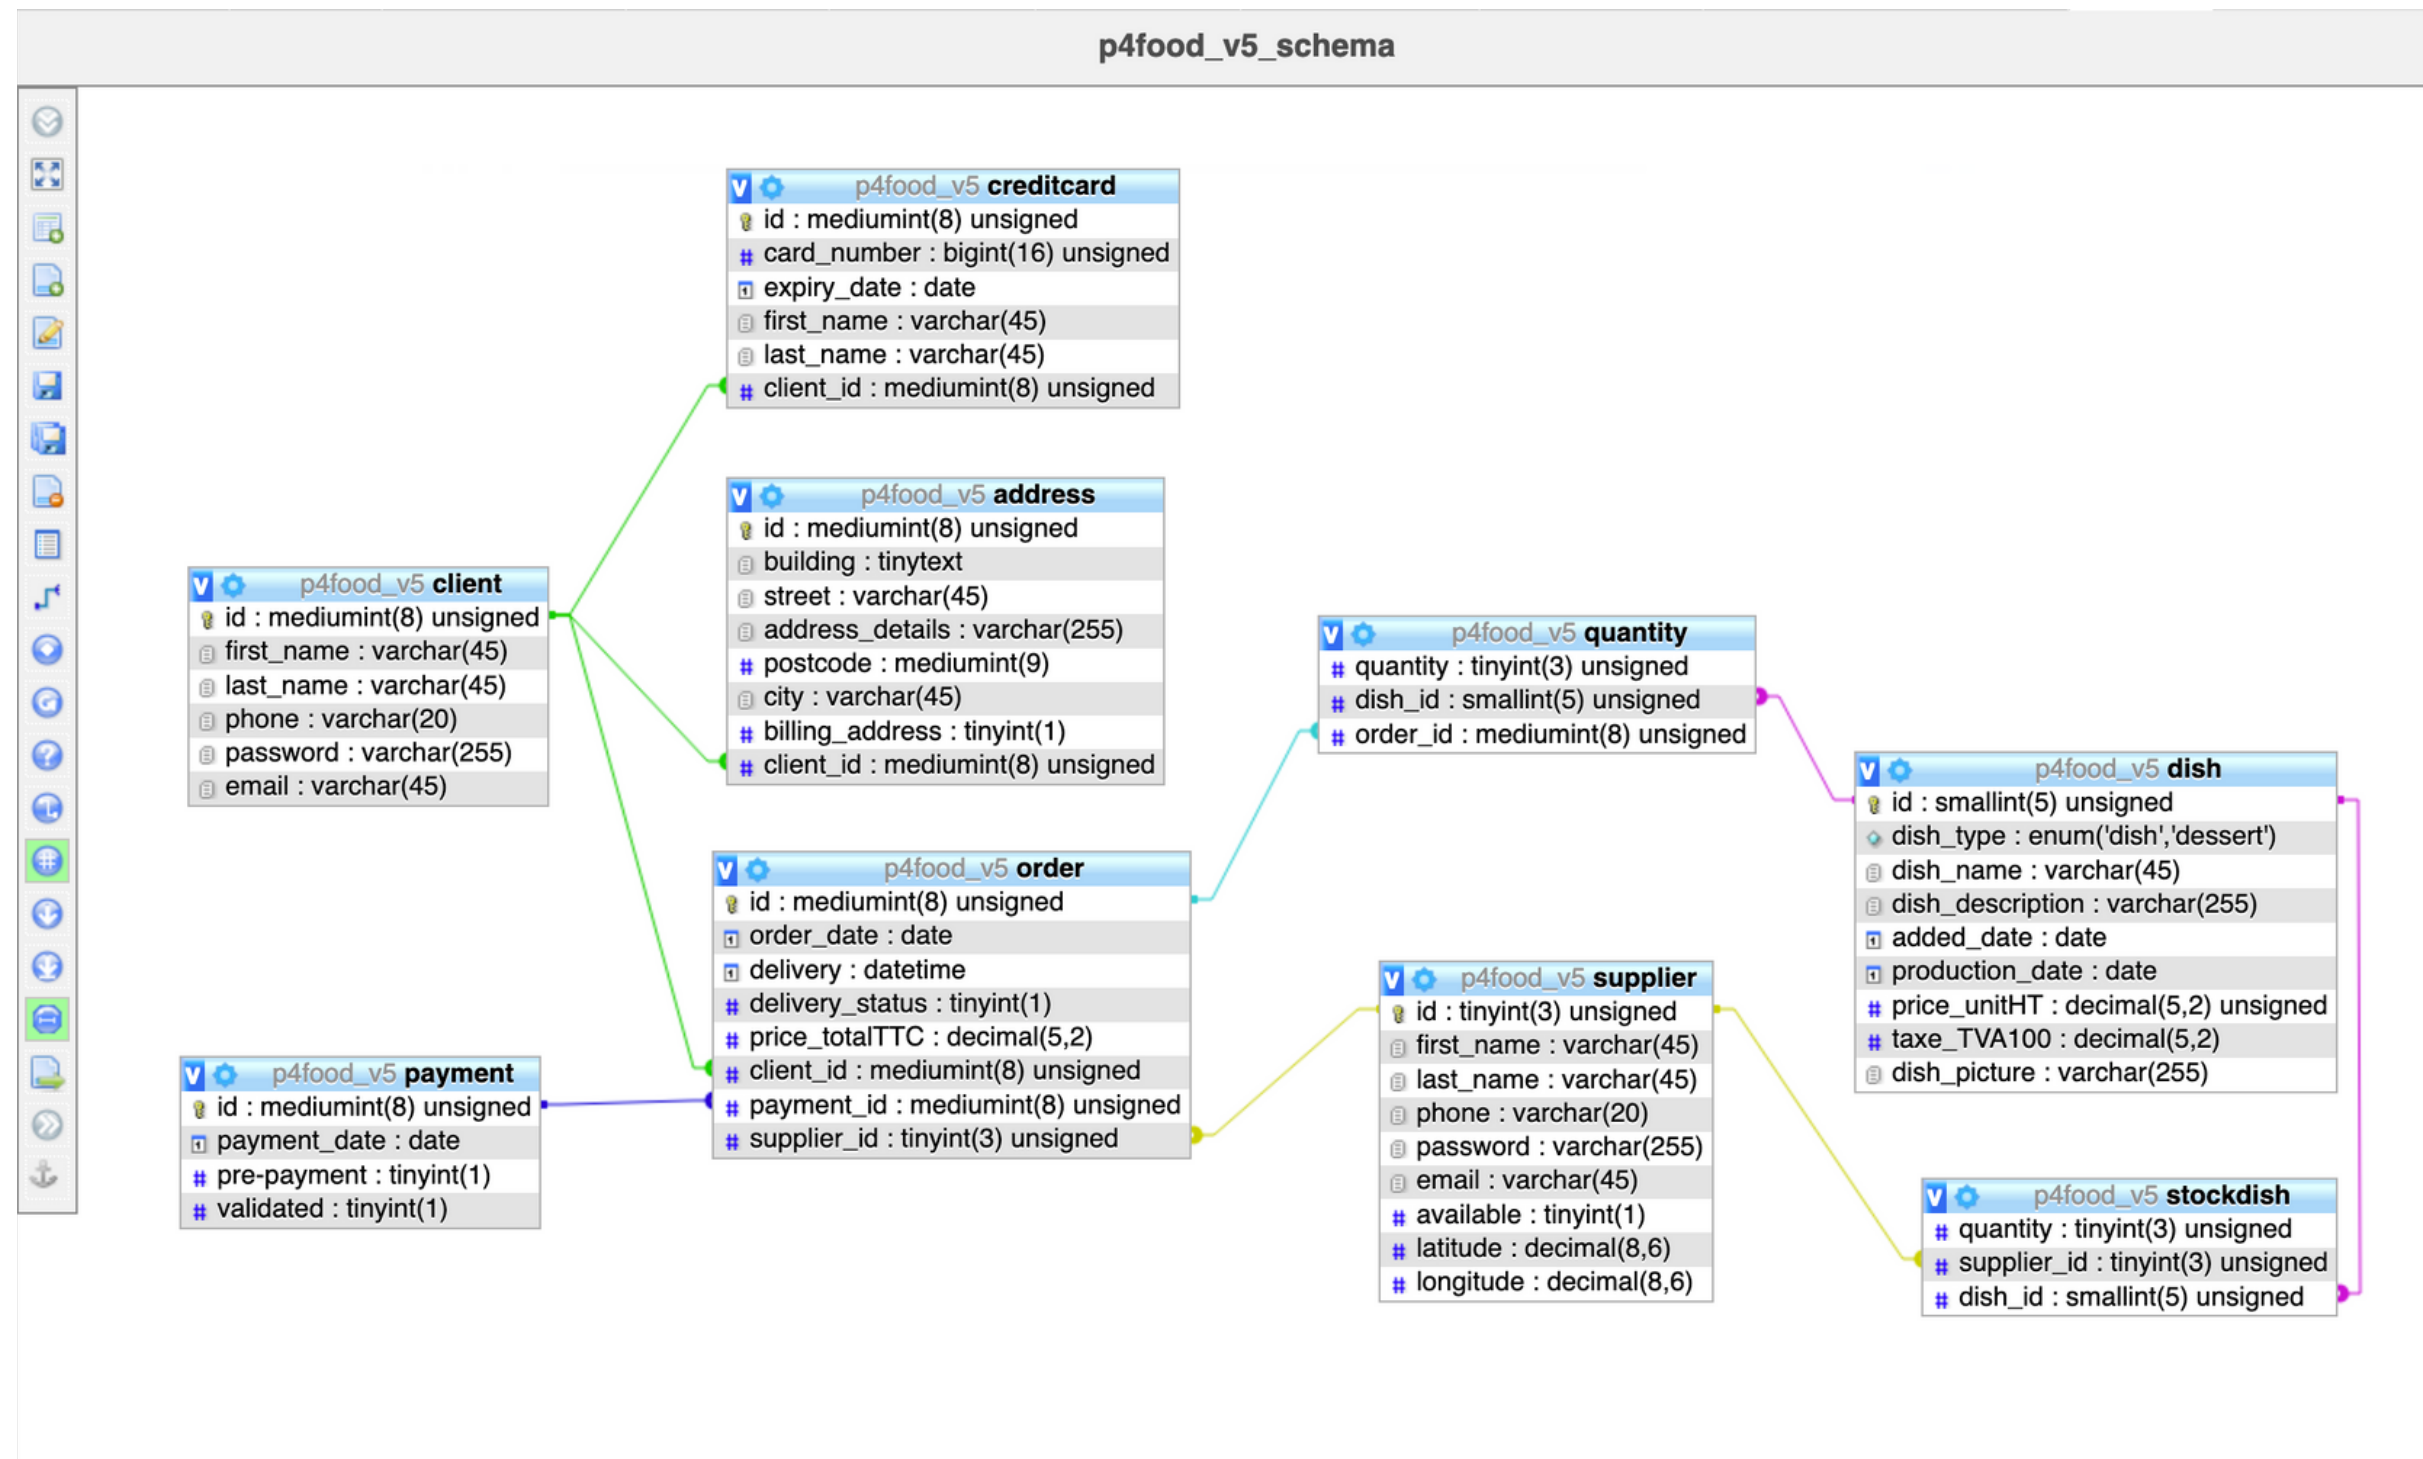 p4food_v5_schema
p4food_v5 creditcard
id : mediumint(8) unsigned
card_number : bigint(16) unsigned
expiry_date : date
first_name : varchar(45)
last_name : varchar(45)
client_id : mediumint(8) unsigned
p4food_v5 address
id : mediumint(8) unsigned
building : tinytext
street : varchar(45)
address_details : varchar(255)
postcode : mediumint(9)
city : varchar(45)
billing_address : tinyint(1)
client_id : mediumint(8) unsigned
p4food_v5 client
id : mediumint(8) unsigned
first_name : varchar(45)
last_name : varchar(45)
phone : varchar(20)
password : varchar(255)
email : varchar(45)
p4food_v5 quantity
quantity : tinyint(3) unsigned
dish_id : smallint(5) unsigned
order_id : mediumint(8) unsigned
p4food_v5 dish
id : smallint(5) unsigned
dish_type : enum('dish','dessert')
dish_name : varchar(45)
dish_description : varchar(255)
added_date : date
production_date : date
price_unitHT : decimal(5,2) unsigned
taxe_TVA100 : decimal(5,2)
dish_picture : varchar(255)
p4food_v5 order
id : mediumint(8) unsigned
order_date : date
delivery : datetime
delivery_status : tinyint(1)
price_totalTTC : decimal(5,2)
client_id : mediumint(8) unsigned
payment_id : mediumint(8) unsigned
supplier_id : tinyint(3) unsigned
p4food_v5 supplier
id : tinyint(3) unsigned
first_name : varchar(45)
last_name : varchar(45)
phone : varchar(20)
password : varchar(255)
email : varchar(45)
available : tinyint(1)
latitude : decimal(8,6)
longitude : decimal(8,6)
p4food_v5 payment
id : mediumint(8) unsigned
payment_date : date
pre-payment : tinyint(1)
validated : tinyint(1)
p4food_v5 stockdish
quantity : tinyint(3) unsigned
supplier_id : tinyint(3) unsigned
dish_id : smallint(5) unsigned